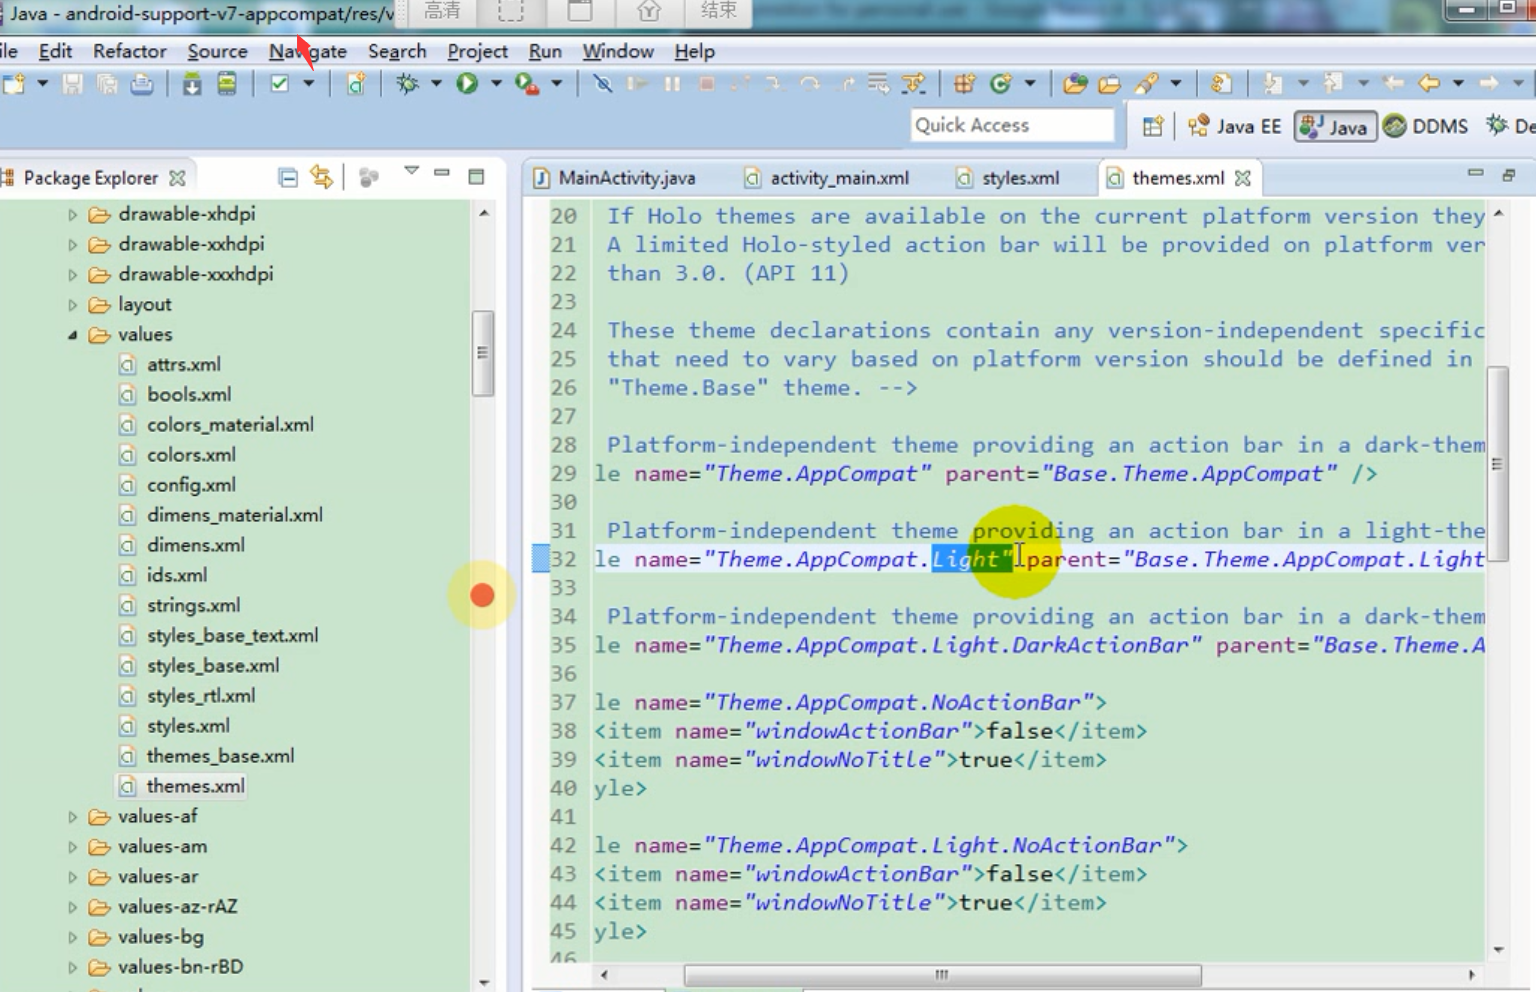 Java - android-support-v7-appcompat/res/v
高清
结束
ile Edit Refactor Source Navigate Search Project Run Window Help
Quick Access
Java EE
Java
DDMS
De
Package Explorer
MainActivity.java
activity_main.xml
styles.xml
themes.xml
drawable-xhdpi
drawable-xxhdpi
drawable-xxxhdpi
layout
values
attrs.xml
bools.xml
colors_material.xml
colors.xml
config.xml
dimens_material.xml
dimens.xml
ids.xml
strings.xml
styles_base_text.xml
styles_base.xml
styles_rtl.xml
styles.xml
themes_base.xml
themes.xml
values-af
values-am
values-ar
values-az-rAZ
values-bg
values-bn-rBD
20 If Holo themes are available on the current platform version they
21 A limited Holo-styled action bar will be provided on platform ver
22 than 3.0. (API 11)
23
24 These theme declarations contain any version-independent specific
25 that need to vary based on platform version should be defined in
26 "Theme.Base" theme. -->
27
28 Platform-independent theme providing an action bar in a dark-them
29 le name="Theme.AppCompat" parent="Base.Theme.AppCompat" />
30
31 Platform-independent theme providing an action bar in a light-the
32 le name="Theme.AppCompat.Light" parent="Base.Theme.AppCompat.Light
33
34 Platform-independent theme providing an action bar in a dark-them
35 le name="Theme.AppCompat.Light.DarkActionBar" parent="Base.Theme.A
36
37 le name="Theme.AppCompat.NoActionBar">
38 <item name="windowActionBar">false</item>
39 <item name="windowNoTitle">true</item>
40 yle>
41
42 le name="Theme.AppCompat.Light.NoActionBar">
43 <item name="windowActionBar">false</item>
44 <item name="windowNoTitle">true</item>
45 yle>
46